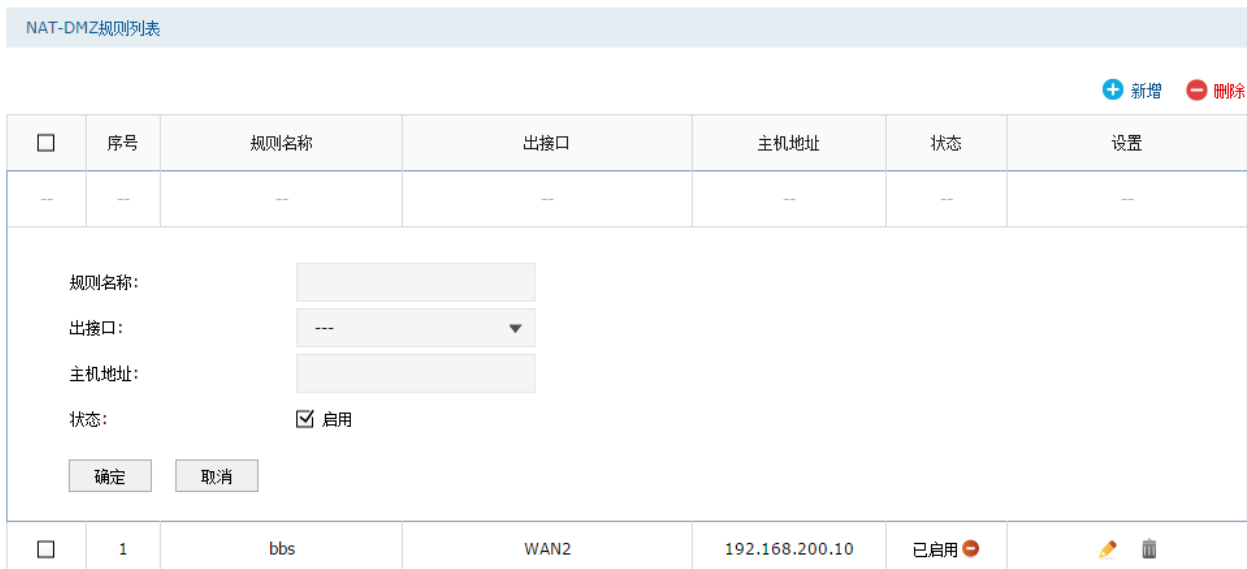 NAT-DMZ规则列表
新增 删除
序号 规则名称 出接口 主机地址 状态 设置
-- -- -- -- -- -- --
规则名称:
出接口: ---
主机地址:
状态: 启用
确定 取消
1 bbs WAN2 192.168.200.10 已启用